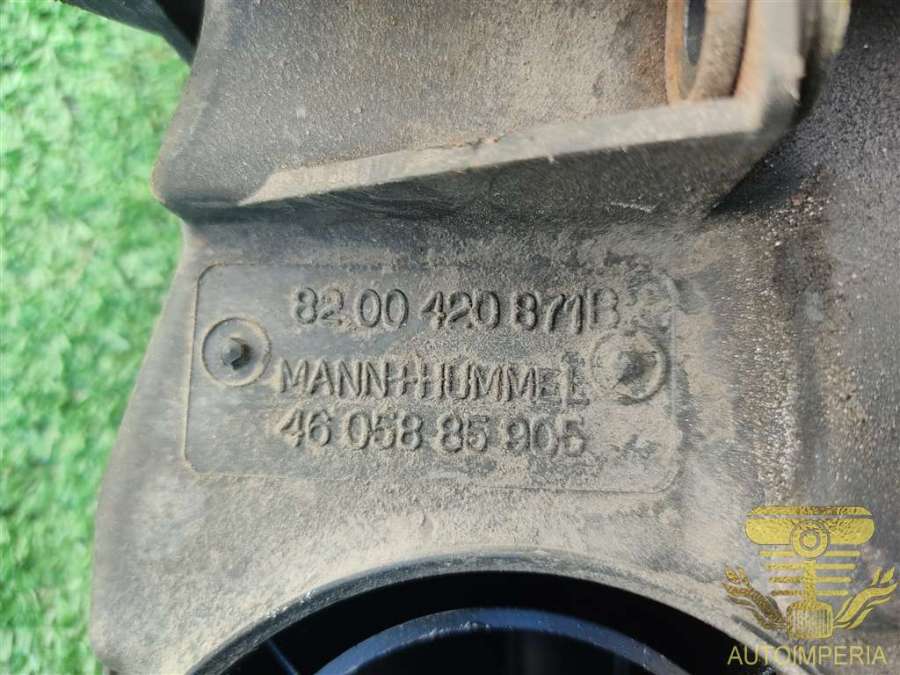 82 00 420 871B
MANN+HUMMEL
46 058 85 905
AUTOIMPERIA